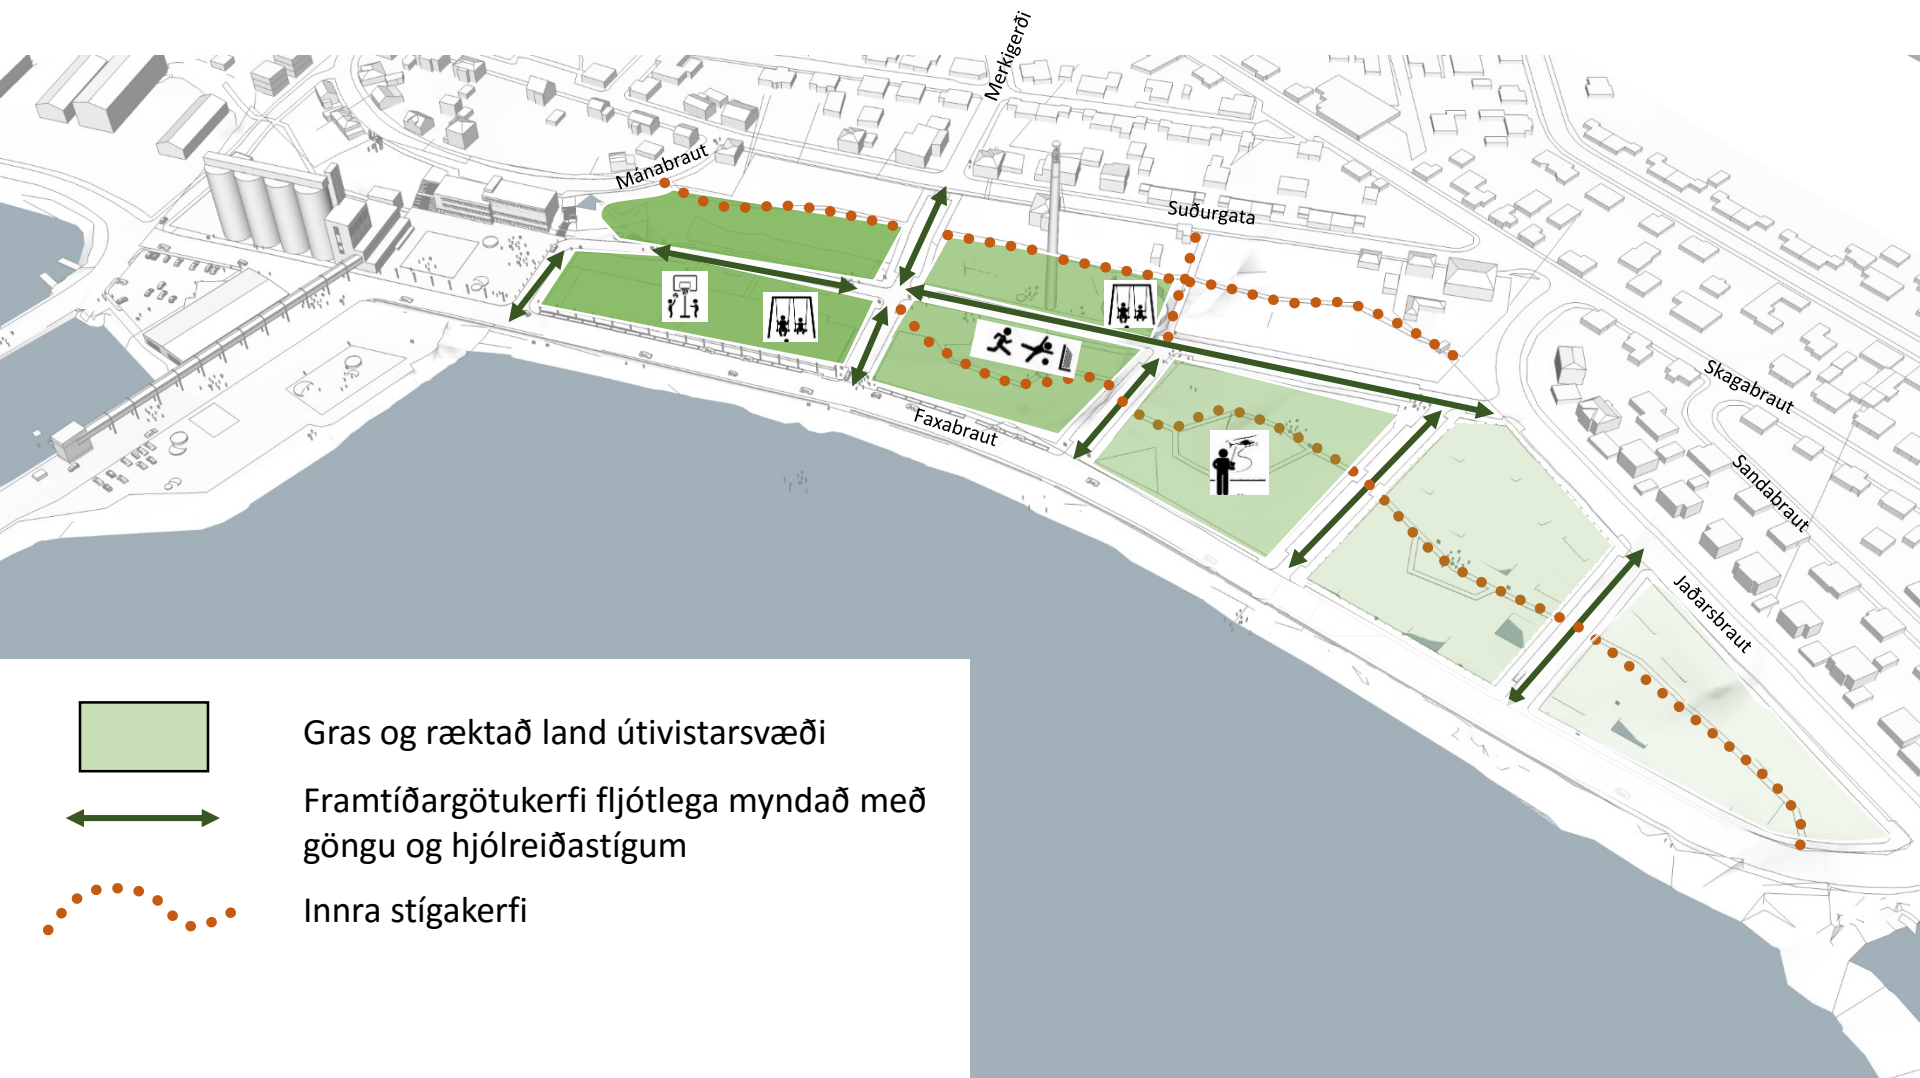 Merkigerði
Mánabraut
Suðurgata
Skagabraut
Faxabraut
Sandabraut
Jaðarsbraut
Gras og ræktað land útivistarsvæði
Framtíðargötukerfi fljótlega myndað með
göngu og hjólreiðastígum
Innra stígakerfi